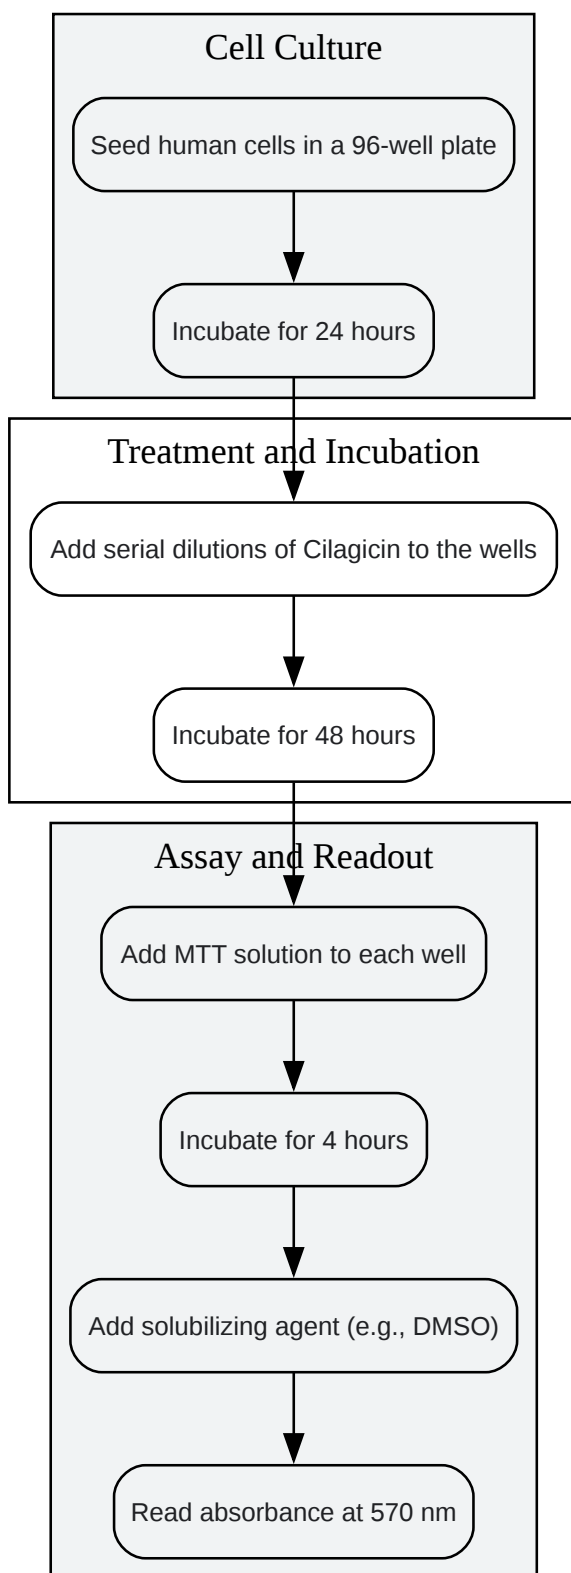 Cell Culture
Seed human cells in a 96-well plate
Incubate for 24 hours
Treatment and Incubation
Add serial dilutions of Cilagicin to the wells
Incubate for 48 hours
Assay and Readout
Add MTT solution to each well
Incubate for 4 hours
Add solubilizing agent (e.g., DMSO)
Read absorbance at 570 nm